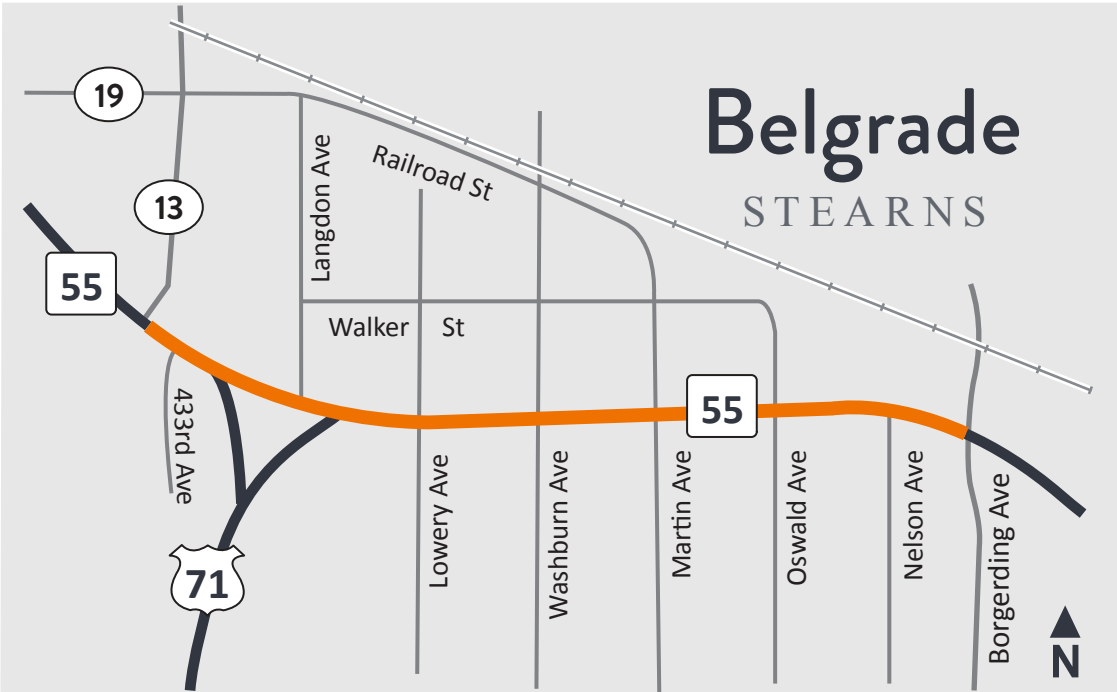 Belgrade
STEARNS
19
13
55
Railroad St
Langdon Ave
Walker St
55
433rd Ave
Lowery Ave
Washburn Ave
Martin Ave
Oswald Ave
Nelson Ave
Borgerding Ave
71
N